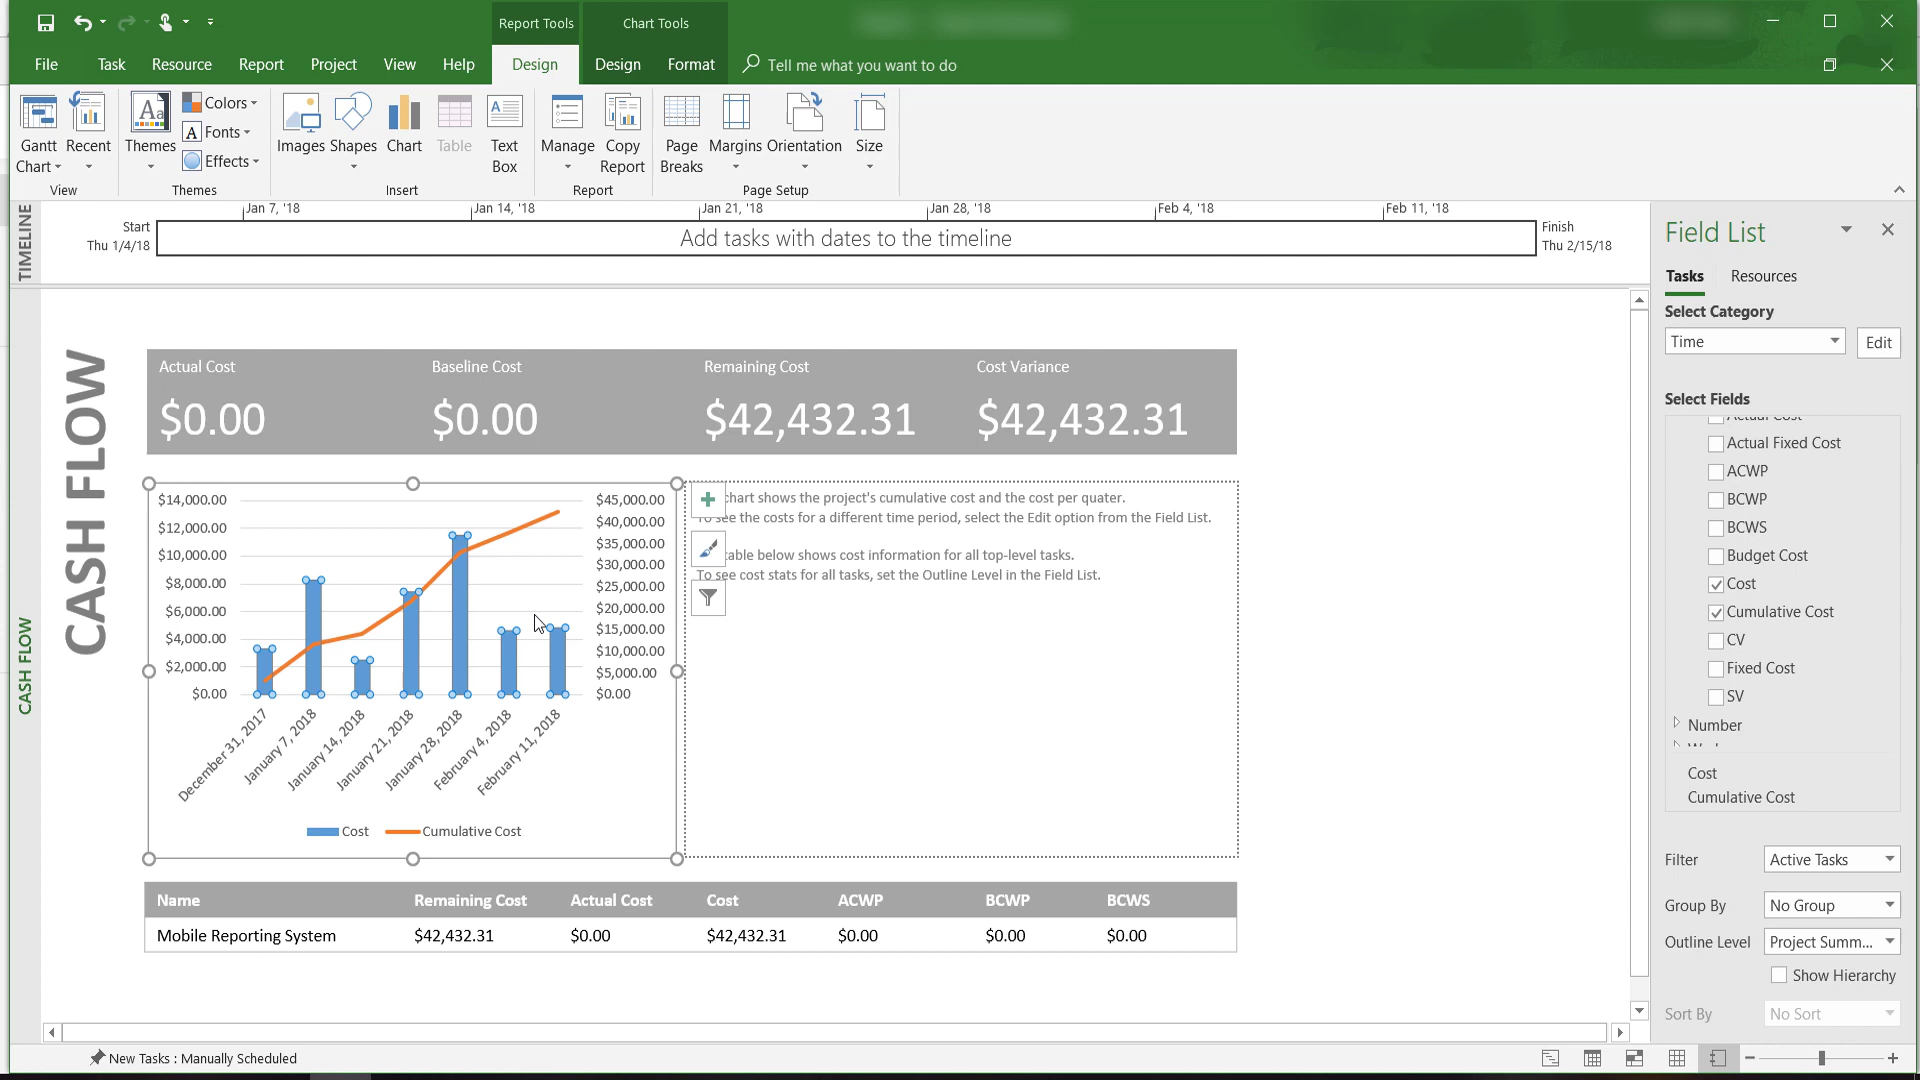 Report Tools
Chart Tools
File Task Resource Report Project View Help Design Design Format Tell me what you want to do
Gantt Chart
Recent
Themes
Colors
Fonts
Effects
Images
Shapes
Chart
Table
Text Box
Manage
Copy Report
Page Breaks
Margins
Orientation
Size
View
Themes
Insert
Report
Page Setup
TIMELINE
Jan 7, '18
Jan 14, '18
Jan 21, '18
Jan 28, '18
Feb 4, '18
Feb 11, '18
Start
Thu 1/4/18
Add tasks with dates to the timeline
Finish
Thu 2/15/18
CASH FLOW
CASH FLOW
Actual Cost
Baseline Cost
Remaining Cost
Cost Variance
$0.00
$0.00
$42,432.31
$42,432.31
$14,000.00
$12,000.00
$10,000.00
$8,000.00
$6,000.00
$4,000.00
$2,000.00
$0.00
$45,000.00
$40,000.00
$35,000.00
$30,000.00
$25,000.00
$20,000.00
$15,000.00
$10,000.00
$5,000.00
$0.00
December 31, 2017
January 7, 2018
January 14, 2018
January 21, 2018
January 28, 2018
February 4, 2018
February 11, 2018
Cost
Cumulative Cost
chart shows the project's cumulative cost and the cost per quater.
To see the costs for a different time period, select the Edit option from the Field List.
table below shows cost information for all top-level tasks.
To see cost stats for all tasks, set the Outline Level in the Field List.
Name Remaining Cost Actual Cost Cost ACWP BCWP BCWS
Mobile Reporting System $42,432.31 $0.00 $42,432.31 $0.00 $0.00 $0.00
Field List
Tasks Resources
Select Category
Time
Edit
Select Fields
Actual Cost
Actual Fixed Cost
ACWP
BCWP
BCWS
Budget Cost
Cost
Cumulative Cost
CV
Fixed Cost
SV
Number
Cost
Cumulative Cost
Filter Active Tasks
Group By No Group
Outline Level Project Summ...
Show Hierarchy
Sort By No Sort
New Tasks : Manually Scheduled